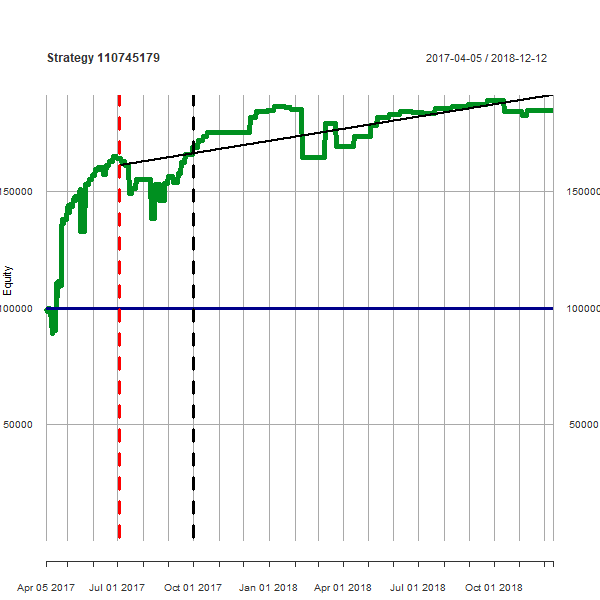 Strategy 110745179
2017-04-05 / 2018-12-12
150000
150000
Equity
100000
100000
50000
50000
Apr 05 2017
Jul 01 2017
Oct 01 2017
Jan 01 2018
Apr 01 2018
Jul 01 2018
Oct 01 2018